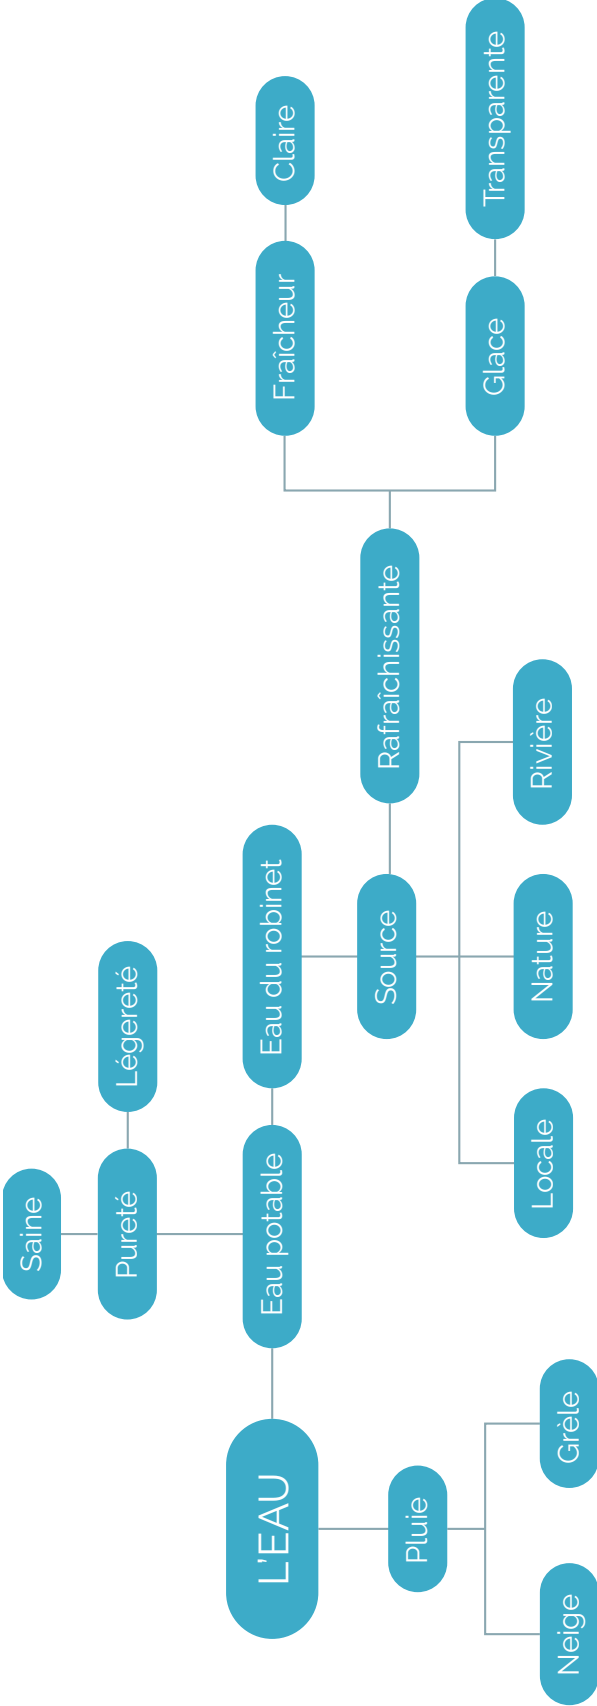 L'EAU
Eau potable
Pureté
Saine
Légereté
Eau du robinet
Source
Rafraîchissante
Fraîcheur
Claire
Glace
Transparente
Locale
Nature
Rivière
Pluie
Neige
Grèle